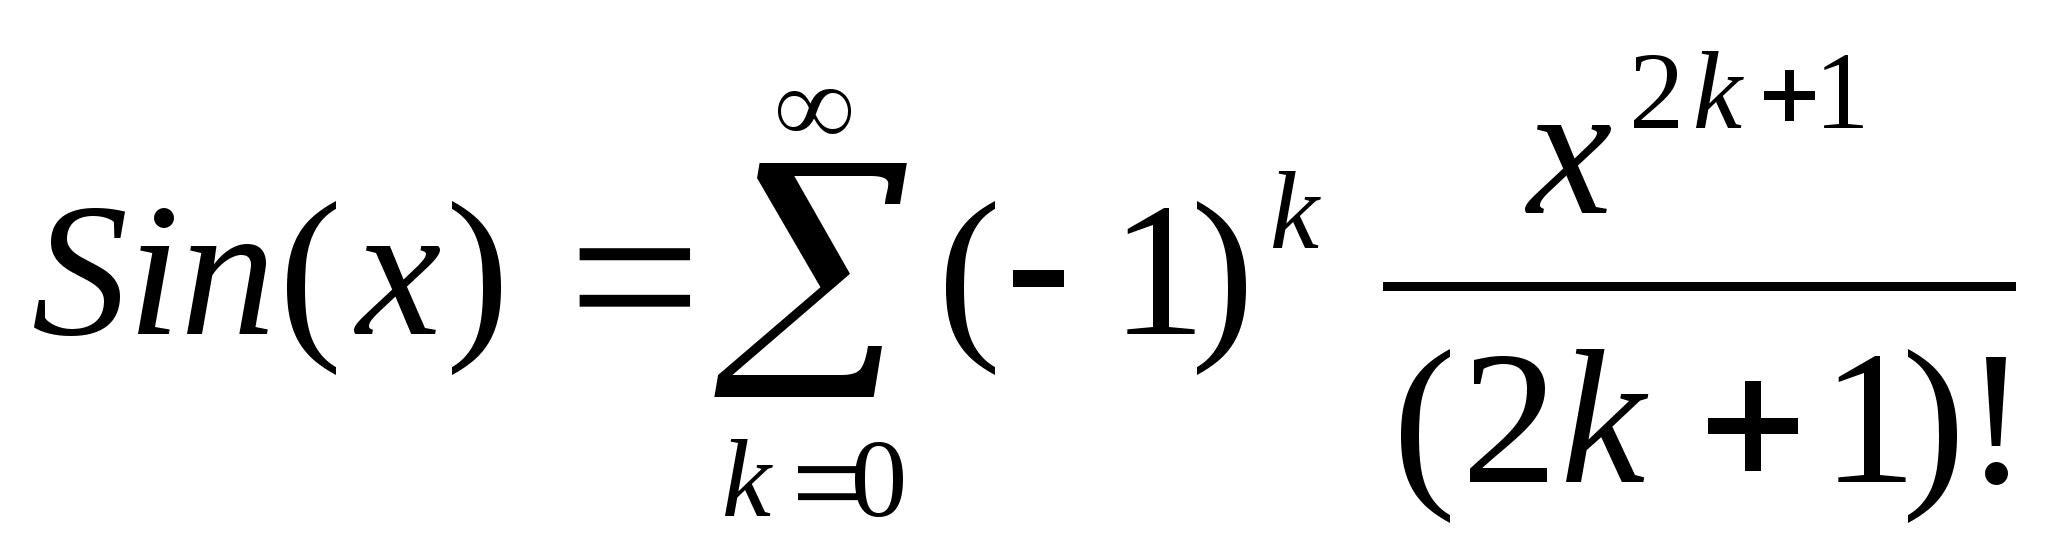 Sin(x) = ∑_{k=0}^{∞} (-1)^k x^{2k+1}/(2k+1)!